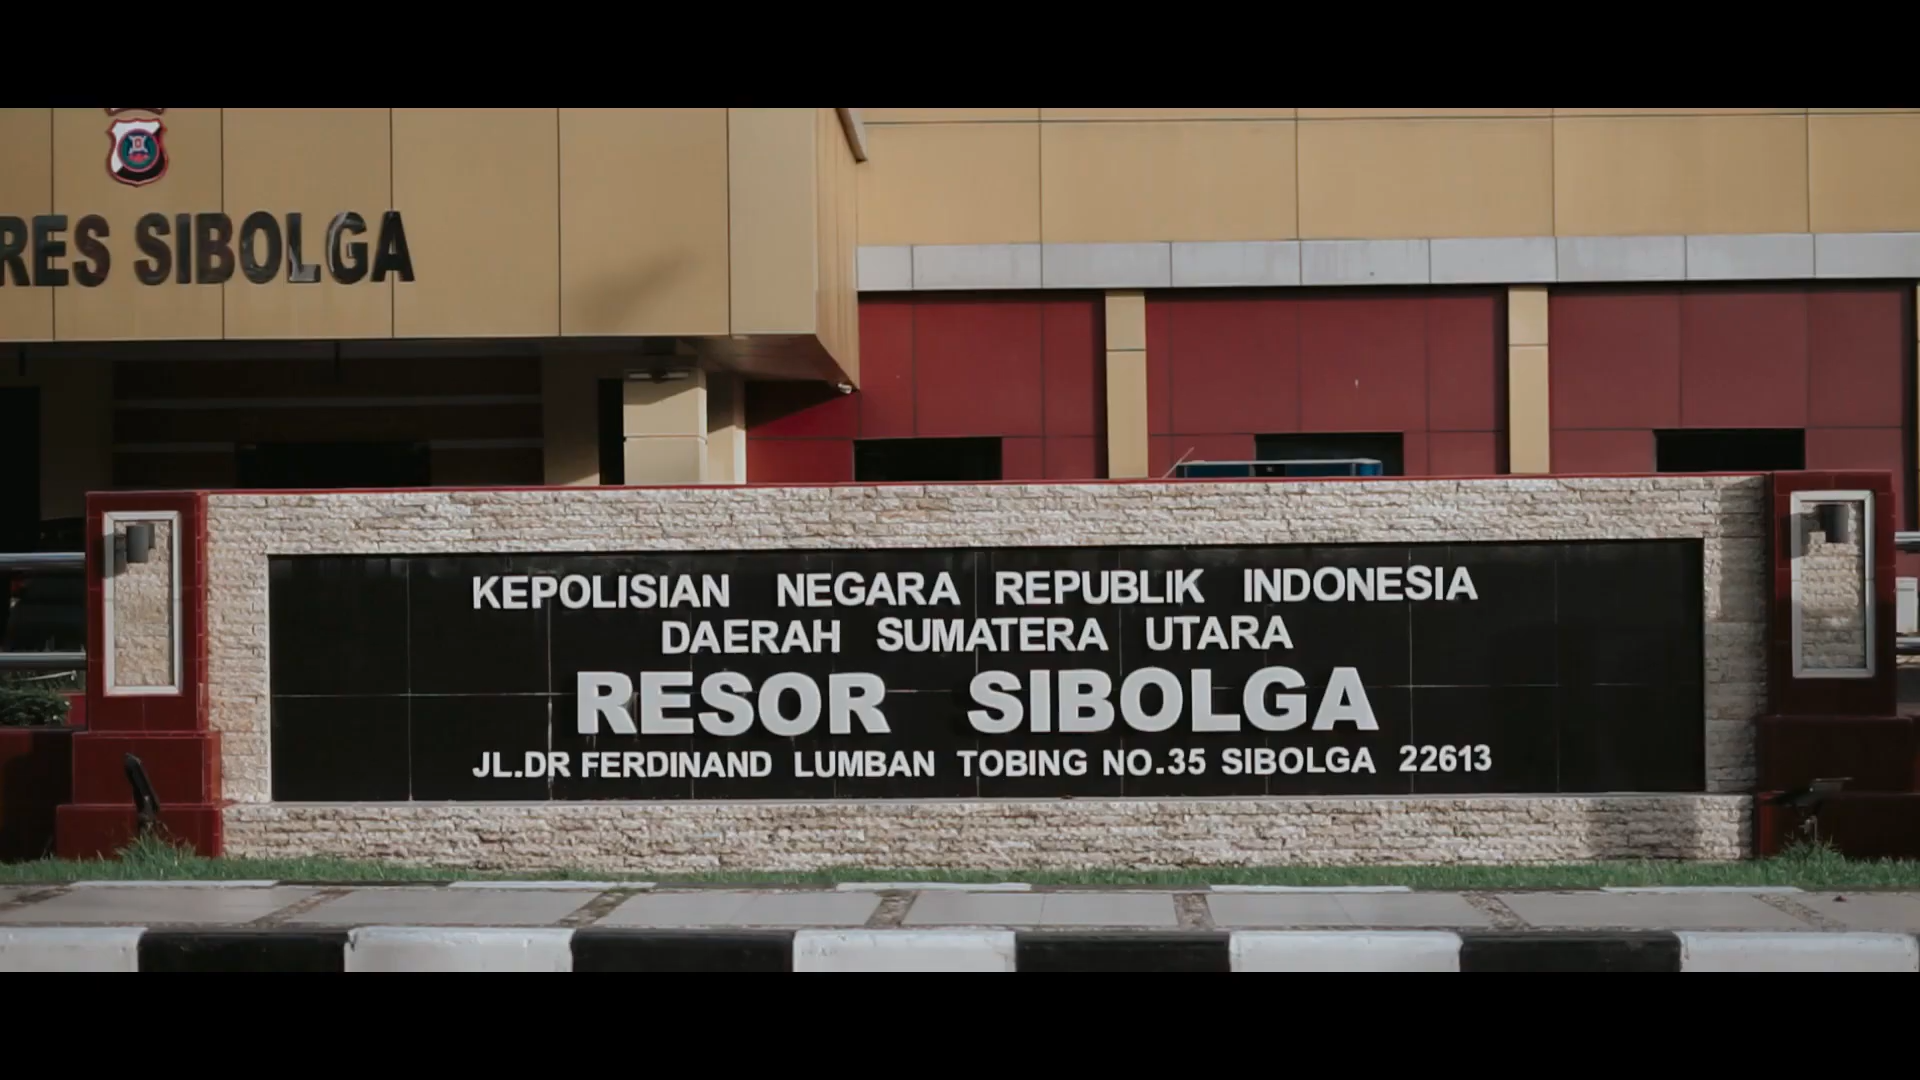 RES SIBOLGA
KEPOLISIAN NEGARA REPUBLIK INDONESIA
DAERAH SUMATERA UTARA
RESOR SIBOLGA
JL.DR FERDINAND LUMBAN TOBING NO.35 SIBOLGA 22613